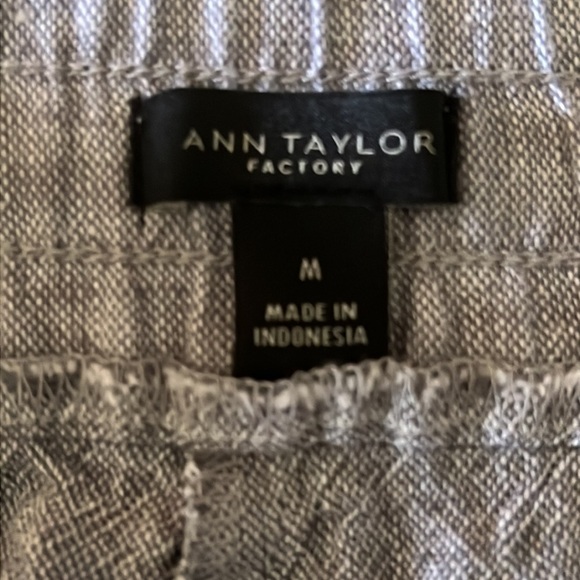 ANN TAYLOR
FACTORY
M
MADE IN
INDONESIA